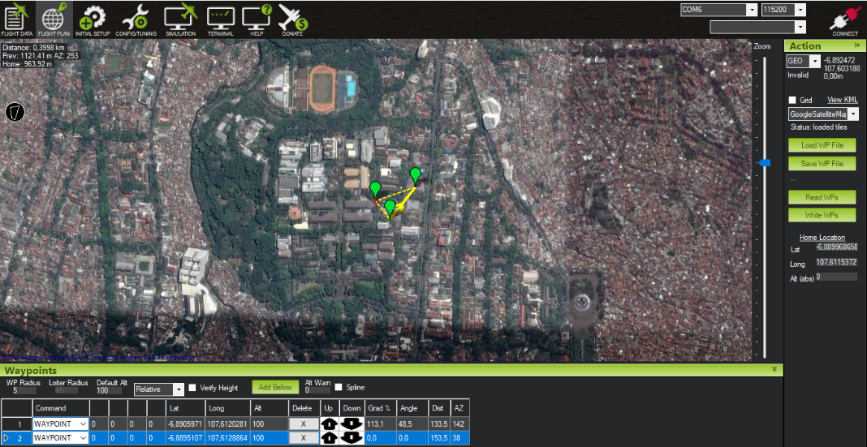 COM6 115200
FLIGHT DATA FLIGHT PLAN INITIAL SETUP CONFIG/TUNING SIMULATION TERMINAL HELP DONATE CONNECT
Distance: 0,3998 km
Prev: 1121.41 m AZ: 253
Home: 963,92 m
Zoom
Action »
GEO -6.892472
107,603188
Invalid 0,00m
Grid View KML
GoogleSatelliteMap
Status: loaded tiles
Load WP File
Save WP File
Read WPs
Write WPs
Home Location
Lat -6,889968658
Long 107,6115372
Alt (abs) 0
Waypoints
WP Radius Loiter Radius Default Alt Alt Warn
5 100 Relative Verify Height Add Below 0 Spline
Command Lat Long Alt Delete Up Down Grad % Angle Dist AZ
1 WAYPOINT 0 0 0 0 -6,8905971 107,6120281 100 X 113,1 48,5 133,5 142
2 WAYPOINT 0 0 0 0 -6,8895107 107,6128864 100 X 0,0 0,0 153,5 38